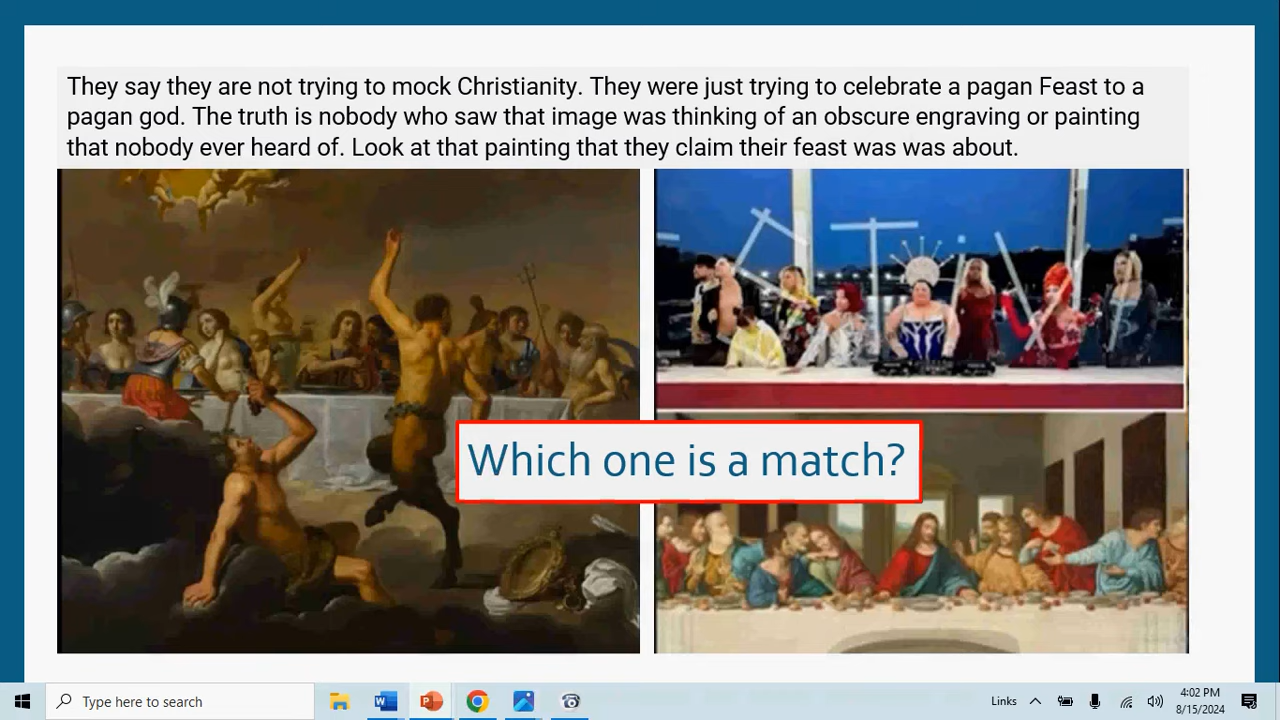 They say they are not trying to mock Christianity. They were just trying to celebrate a pagan Feast to a
pagan god. The truth is nobody who saw that image was thinking of an obscure engraving or painting
that nobody ever heard of. Look at that painting that they claim their feast was was about.
Which one is a match?
Type here to search
Links
4:02 PM
8/15/2024